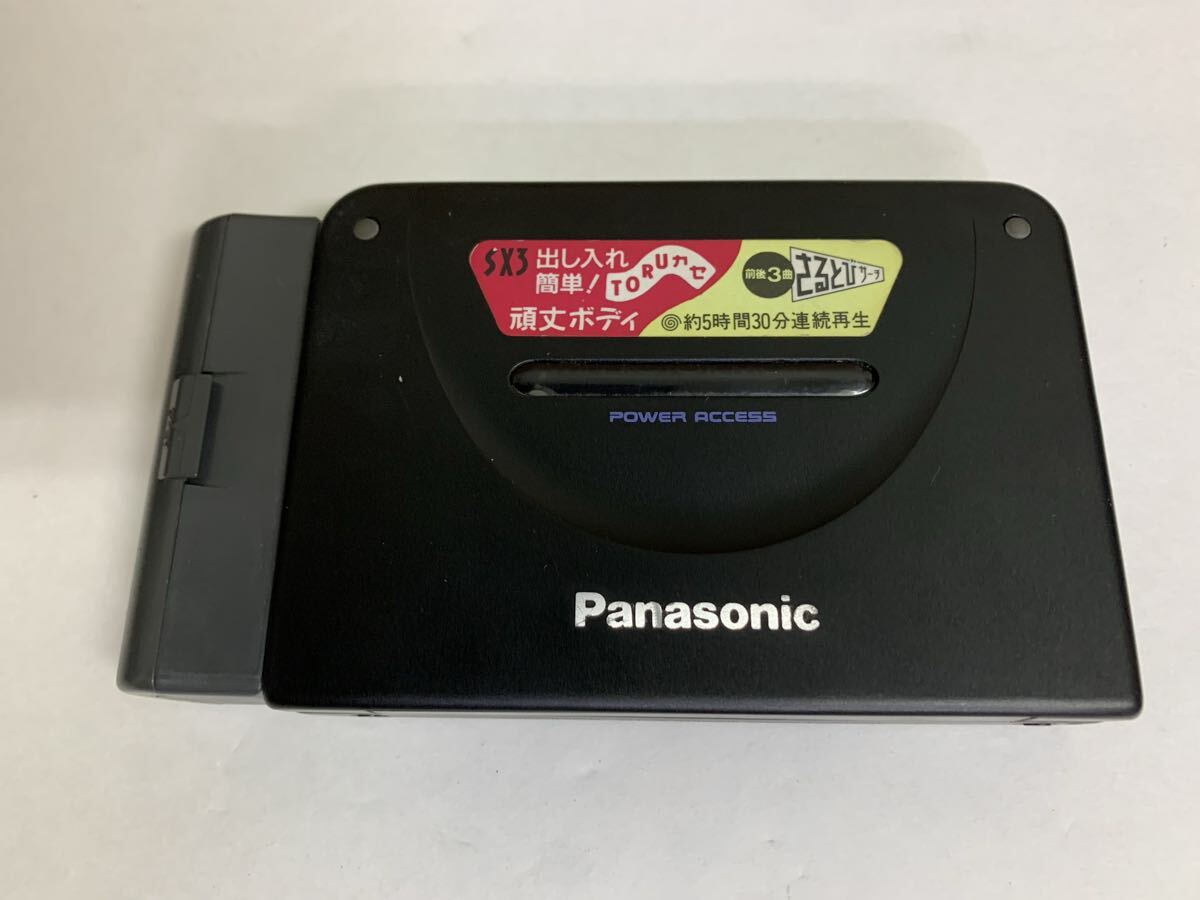 SX3 出し入れ
簡単! TORUカセ
頑丈ボディ
前後3曲 さるとびサーチ
約5時間30分連続再生
POWER ACCESS
Panasonic